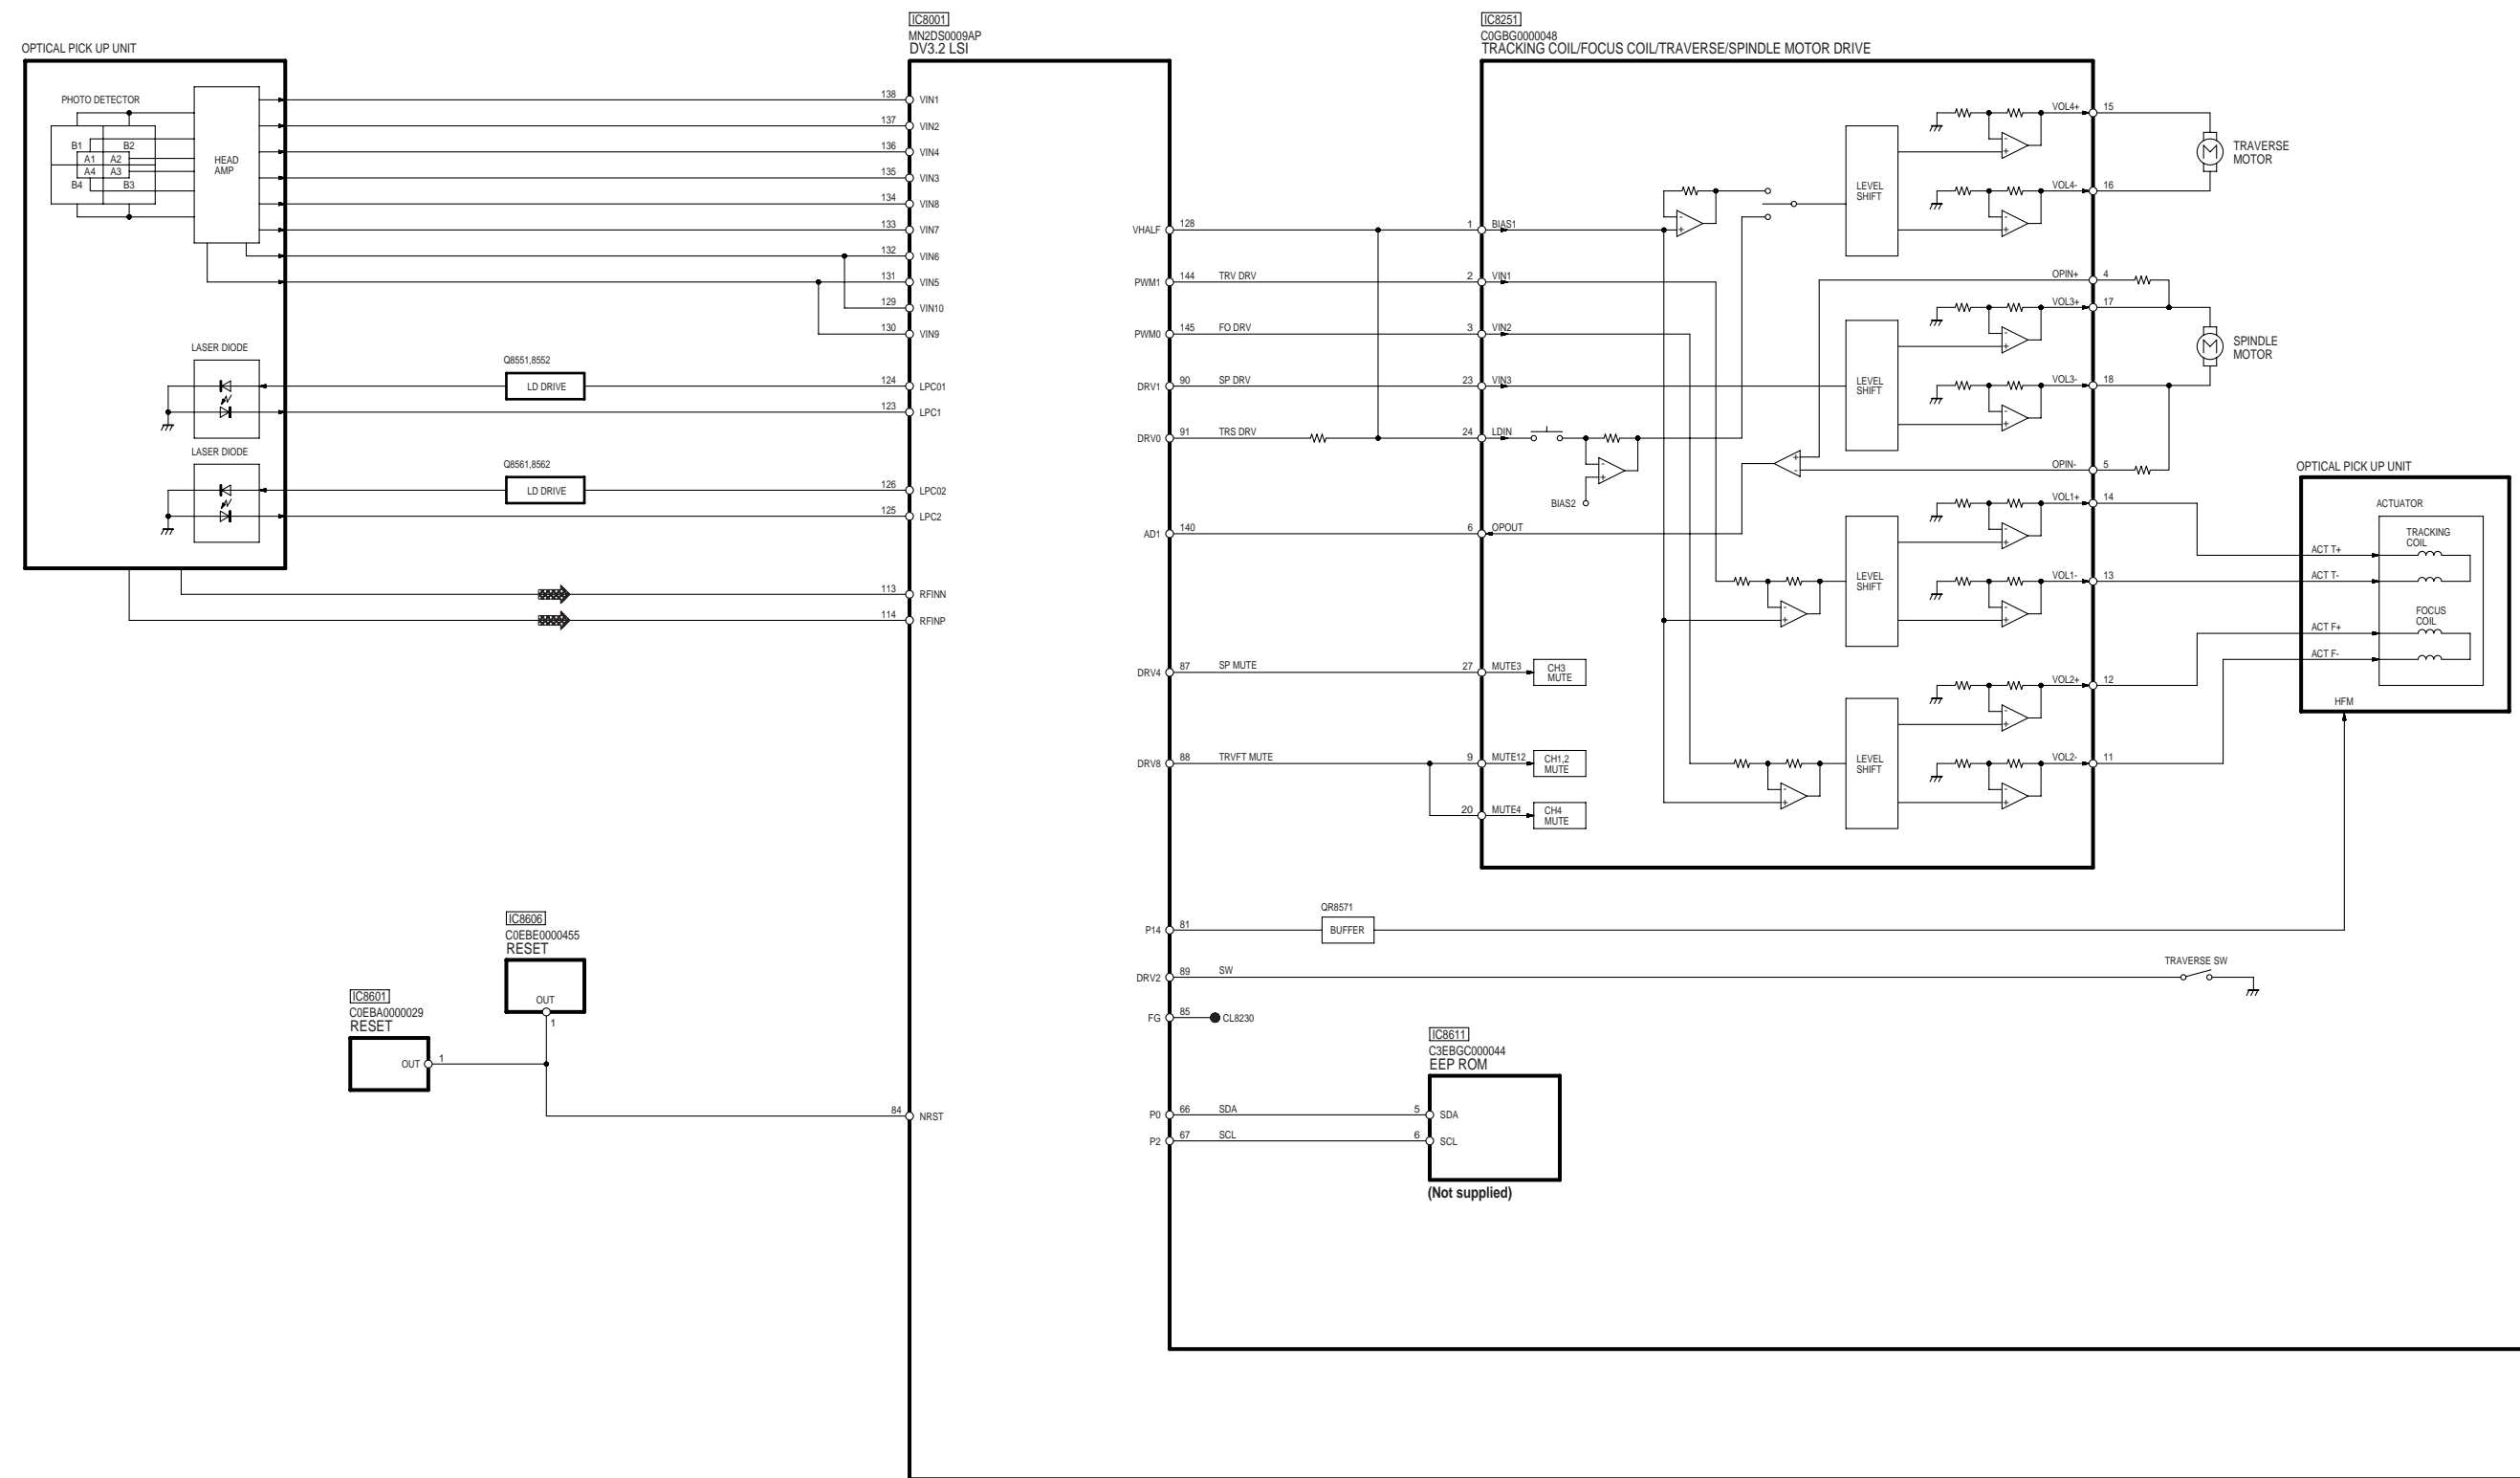 OPTICAL PICK UP UNIT
PHOTO DETECTOR
B1
B2
A1
A2
A4
A3
B4
B3
HEAD
AMP
LASER DIODE
LASER DIODE
Q8551,8552
LD DRIVE
Q8561,8562
LD DRIVE
IC8606
C0EBE0000455
RESET
OUT
1
IC8601
C0EBA0000029
RESET
OUT
1
IC8001
MN2DS0009AP
DV3.2 LSI
138 VIN1
137 VIN2
136 VIN4
135 VIN3
134 VIN8
133 VIN7
132 VIN6
131 VIN5
129 VIN10
130 VIN9
124 LPC01
123 LPC1
126 LPC02
125 LPC2
113 RFINN
114 RFINP
84 NRST
VHALF 128
PWM1 144 TRV DRV
PWM0 145 FO DRV
DRV1 90 SP DRV
DRV0 91 TRS DRV
AD1 140
DRV4 87 SP MUTE
DRV8 88 TRVFT MUTE
P14 81
DRV2 89 SW
FG 85 CL8230
P0 66 SDA
P2 67 SCL
QR8571
BUFFER
IC8611
C3EBGC000044
EEP ROM
5 SDA
6 SCL
(Not supplied)
IC8251
C0GBG0000048
TRACKING COIL/FOCUS COIL/TRAVERSE/SPINDLE MOTOR DRIVE
1 BIAS1
2 VIN1
3 VIN2
23 VIN3
24 LDIN
BIAS2
6 OPOUT
27 MUTE3
CH3
MUTE
9 MUTE12
CH1,2
MUTE
20 MUTE4
CH4
MUTE
LEVEL
SHIFT
LEVEL
SHIFT
LEVEL
SHIFT
LEVEL
SHIFT
VOL4+ 15
VOL4- 16
OPIN+ 4
VOL3+ 17
VOL3- 18
OPIN- 5
VOL1+ 14
VOL1- 13
VOL2+ 12
VOL2- 11
M
TRAVERSE
MOTOR
M
SPINDLE
MOTOR
OPTICAL PICK UP UNIT
ACTUATOR
TRACKING
COIL
ACT T+
ACT T-
FOCUS
COIL
ACT F+
ACT F-
HFM
TRAVERSE SW